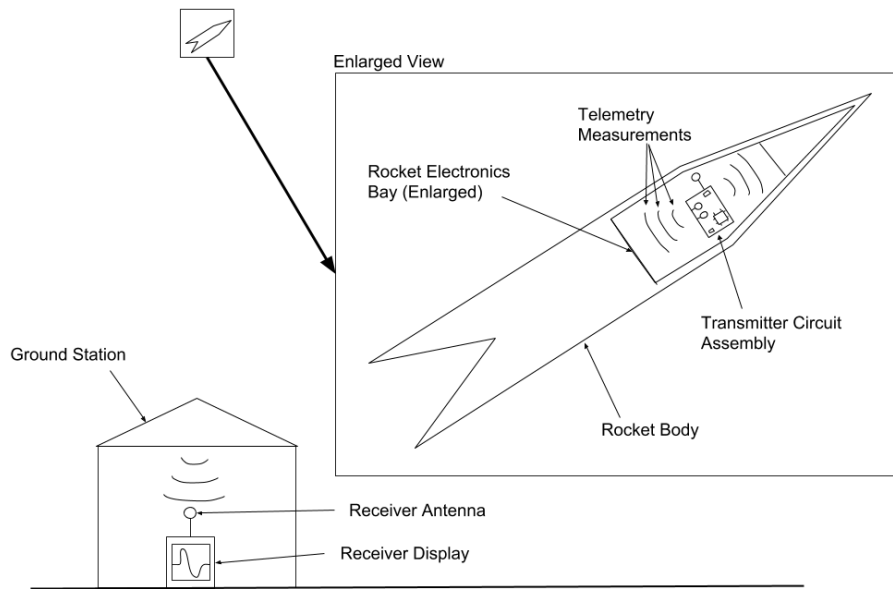 Enlarged View
Telemetry
Measurements
Rocket Electronics
Bay (Enlarged)
Transmitter Circuit
Assembly
Ground Station
Rocket Body
Receiver Antenna
Receiver Display